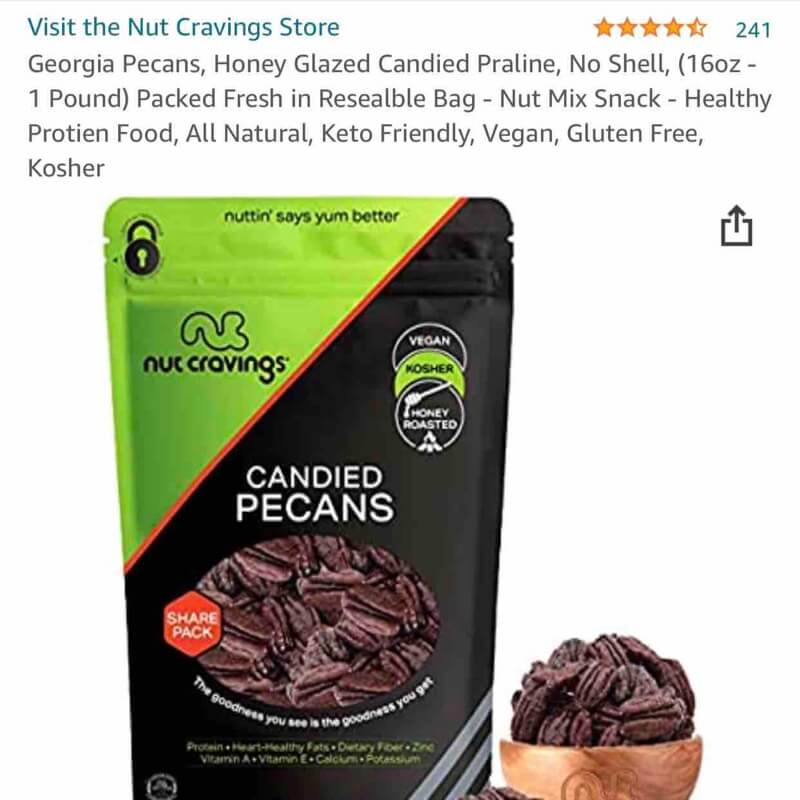 Visit the Nut Cravings Store
241
Georgia Pecans, Honey Glazed Candied Praline, No Shell, (16oz -
1 Pound) Packed Fresh in Resealble Bag - Nut Mix Snack - Healthy
Protien Food, All Natural, Keto Friendly, Vegan, Gluten Free,
Kosher
nuttin' says yum better
nut cravings
VEGAN
KOSHER
HONEY
ROASTED
CANDIED
PECANS
SHARE
PACK
The goodness you see is the goodness you get
Protein • Heart-Healthy Fats • Dietary Fiber • Zinc
Vitamin A • Vitamin E • Calcium • Potassium